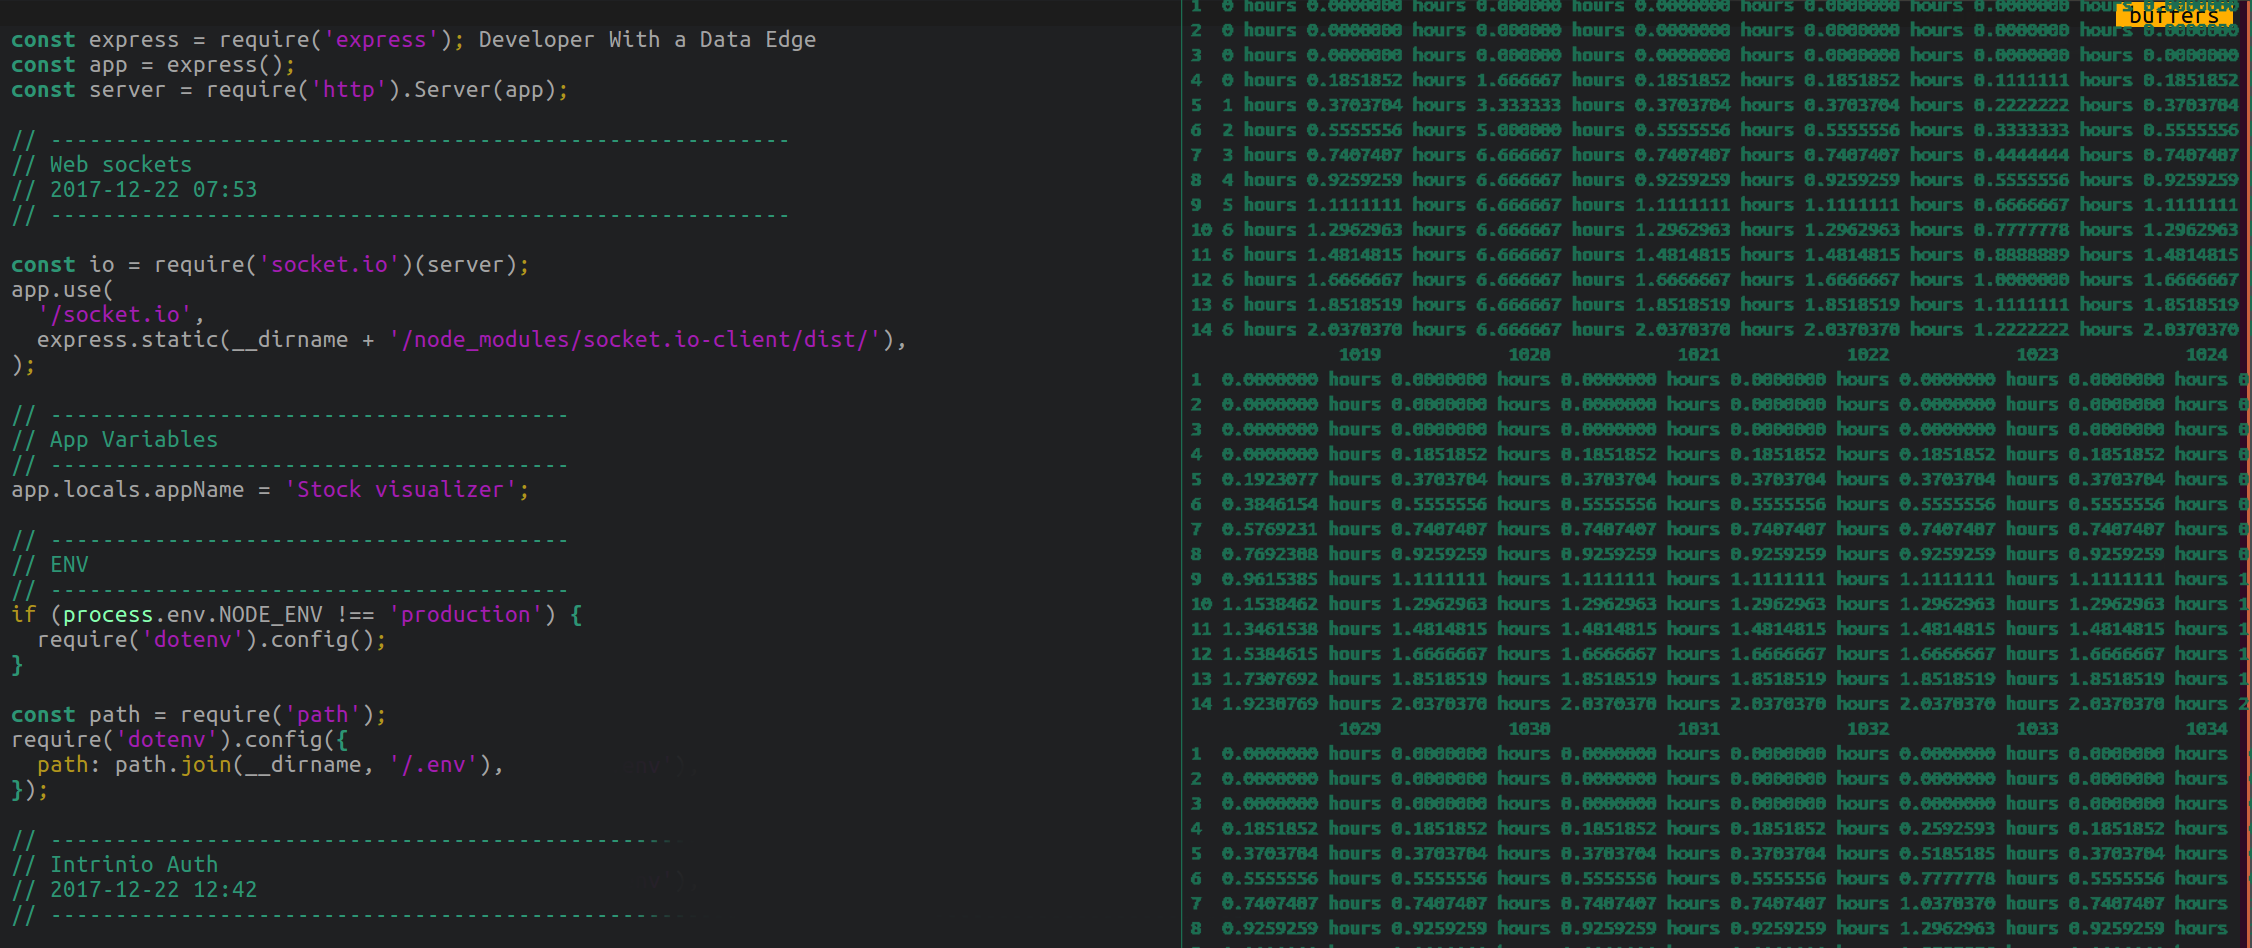 const express = require('express'); Developer With a Data Edge
const app = express();
const server = require('http').Server(app);
// ---------------------------------------------------------
// Web sockets
// 2017-12-22 07:53
// ---------------------------------------------------------
const io = require('socket.io')(server);
app.use(
  '/socket.io',
  express.static(__dirname + '/node_modules/socket.io-client/dist/'),
);
// ----------------------------------------
// App Variables
// ----------------------------------------
app.locals.appName = 'Stock visualizer';
// ----------------------------------------
// ENV
// ----------------------------------------
if (process.env.NODE_ENV !== 'production') {
  require('dotenv').config();
}
const path = require('path');
require('dotenv').config({
  path: path.join(__dirname, '/.env'),
});
// -------------------------------------------------
// Intrinio Auth
// 2017-12-22 12:42
// -------------------------------------------------
buffers
1 0 hours 0.0000000 hours 0.000000 hours 0.0000000 hours 0.0000000 hours 0.0000000 hours 0.0000000
2 0 hours 0.0000000 hours 0.000000 hours 0.0000000 hours 0.0000000 hours 0.0000000 hours 0.0000000
3 0 hours 0.0000000 hours 0.000000 hours 0.0000000 hours 0.0000000 hours 0.0000000 hours 0.0000000
4 0 hours 0.1851852 hours 1.666667 hours 0.1851852 hours 0.1851852 hours 0.1111111 hours 0.1851852
5 1 hours 0.3703704 hours 3.333333 hours 0.3703704 hours 0.3703704 hours 0.2222222 hours 0.3703704
6 2 hours 0.5555556 hours 5.000000 hours 0.5555556 hours 0.5555556 hours 0.3333333 hours 0.5555556
7 3 hours 0.7407407 hours 6.666667 hours 0.7407407 hours 0.7407407 hours 0.4444444 hours 0.7407407
8 4 hours 0.9259259 hours 6.666667 hours 0.9259259 hours 0.9259259 hours 0.5555556 hours 0.9259259
9 5 hours 1.1111111 hours 6.666667 hours 1.1111111 hours 1.1111111 hours 0.6666667 hours 1.1111111
10 6 hours 1.2962963 hours 6.666667 hours 1.2962963 hours 1.2962963 hours 0.7777778 hours 1.2962963
11 6 hours 1.4814815 hours 6.666667 hours 1.4814815 hours 1.4814815 hours 0.8888889 hours 1.4814815
12 6 hours 1.6666667 hours 6.666667 hours 1.6666667 hours 1.6666667 hours 1.0000000 hours 1.6666667
13 6 hours 1.8518519 hours 6.666667 hours 1.8518519 hours 1.8518519 hours 1.1111111 hours 1.8518519
14 6 hours 2.0370370 hours 6.666667 hours 2.0370370 hours 2.0370370 hours 1.2222222 hours 2.0370370
1019 1020 1021 1022 1023 1024
1 0.0000000 hours 0.0000000 hours 0.0000000 hours 0.0000000 hours 0.0000000 hours 0.0000000 hours 0
2 0.0000000 hours 0.0000000 hours 0.0000000 hours 0.0000000 hours 0.0000000 hours 0.0000000 hours 0
3 0.0000000 hours 0.0000000 hours 0.0000000 hours 0.0000000 hours 0.0000000 hours 0.0000000 hours 0
4 0.0000000 hours 0.1851852 hours 0.1851852 hours 0.1851852 hours 0.1851852 hours 0.1851852 hours 0
5 0.1923077 hours 0.3703704 hours 0.3703704 hours 0.3703704 hours 0.3703704 hours 0.3703704 hours 0
6 0.3846154 hours 0.5555556 hours 0.5555556 hours 0.5555556 hours 0.5555556 hours 0.5555556 hours 0
7 0.5769231 hours 0.7407407 hours 0.7407407 hours 0.7407407 hours 0.7407407 hours 0.7407407 hours 0
8 0.7692308 hours 0.9259259 hours 0.9259259 hours 0.9259259 hours 0.9259259 hours 0.9259259 hours 0
9 0.9615385 hours 1.1111111 hours 1.1111111 hours 1.1111111 hours 1.1111111 hours 1.1111111 hours 1
10 1.1538462 hours 1.2962963 hours 1.2962963 hours 1.2962963 hours 1.2962963 hours 1.2962963 hours 1
11 1.3461538 hours 1.4814815 hours 1.4814815 hours 1.4814815 hours 1.4814815 hours 1.4814815 hours 1
12 1.5384615 hours 1.6666667 hours 1.6666667 hours 1.6666667 hours 1.6666667 hours 1.6666667 hours 1
13 1.7307692 hours 1.8518519 hours 1.8518519 hours 1.8518519 hours 1.8518519 hours 1.8518519 hours 1
14 1.9230769 hours 2.0370370 hours 2.0370370 hours 2.0370370 hours 2.0370370 hours 2.0370370 hours 2
1029 1030 1031 1032 1033 1034
1 0.0000000 hours 0.0000000 hours 0.0000000 hours 0.0000000 hours 0.0000000 hours 0.0000000 hours
2 0.0000000 hours 0.0000000 hours 0.0000000 hours 0.0000000 hours 0.0000000 hours 0.0000000 hours
3 0.0000000 hours 0.0000000 hours 0.0000000 hours 0.0000000 hours 0.0000000 hours 0.0000000 hours
4 0.1851852 hours 0.1851852 hours 0.1851852 hours 0.1851852 hours 0.2592593 hours 0.1851852 hours
5 0.3703704 hours 0.3703704 hours 0.3703704 hours 0.3703704 hours 0.5185185 hours 0.3703704 hours
6 0.5555556 hours 0.5555556 hours 0.5555556 hours 0.5555556 hours 0.7777778 hours 0.5555556 hours
7 0.7407407 hours 0.7407407 hours 0.7407407 hours 0.7407407 hours 1.0370370 hours 0.7407407 hours
8 0.9259259 hours 0.9259259 hours 0.9259259 hours 0.9259259 hours 1.2962963 hours 0.9259259 hours